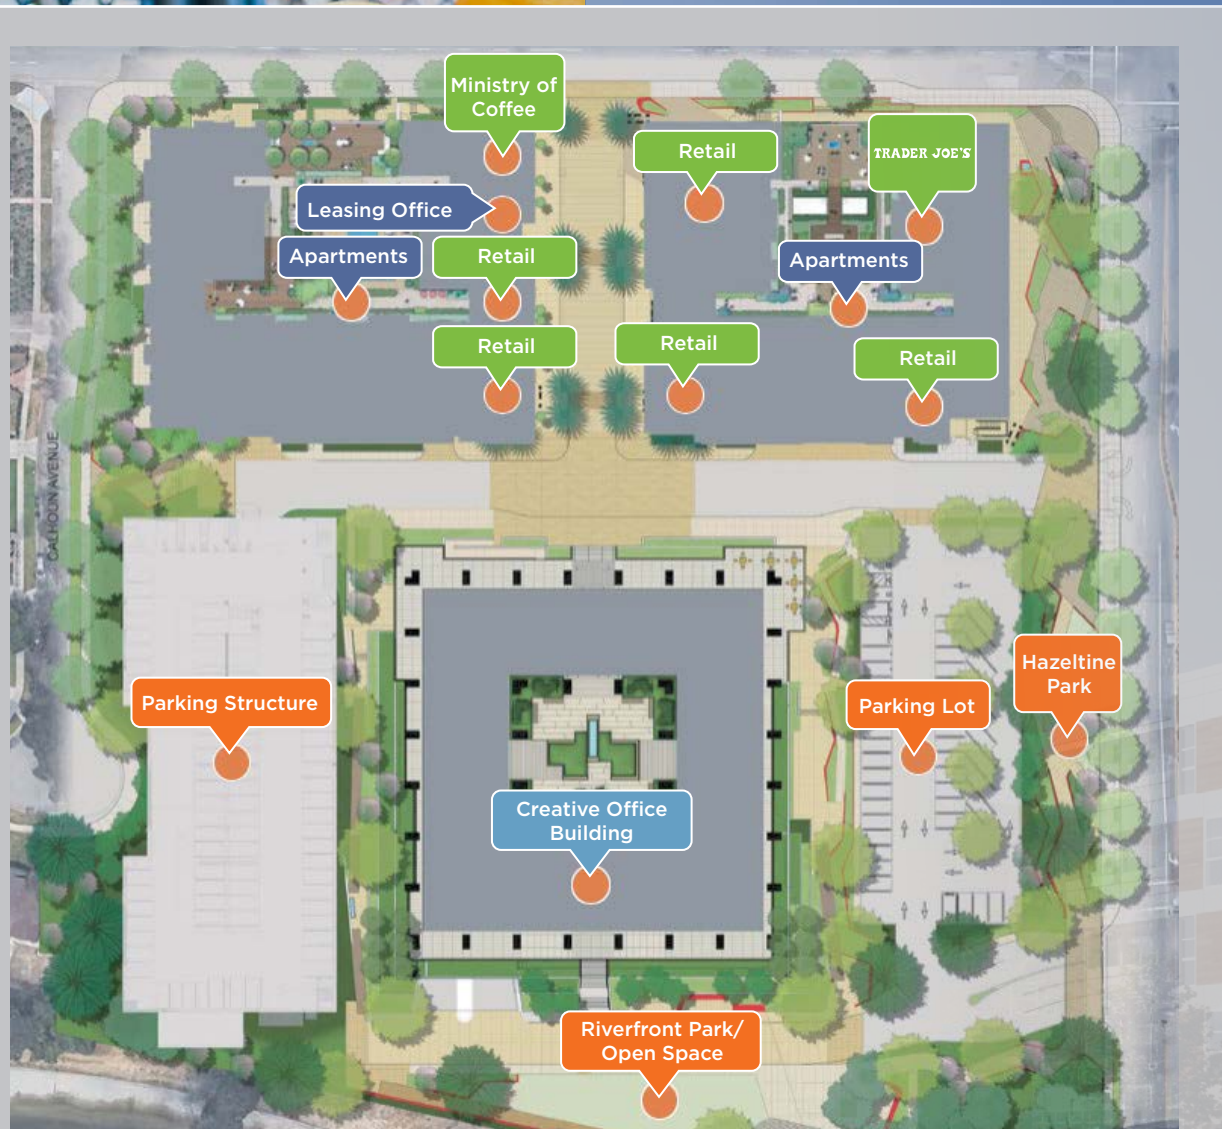 Ministry of
Coffee
Retail
TRADER JOE'S
Leasing Office
Apartments
Retail
Apartments
Retail
Retail
Retail
CALHOUN AVENUE
Parking Structure
Parking Lot
Hazeltine
Park
Creative Office
Building
Riverfront Park/
Open Space